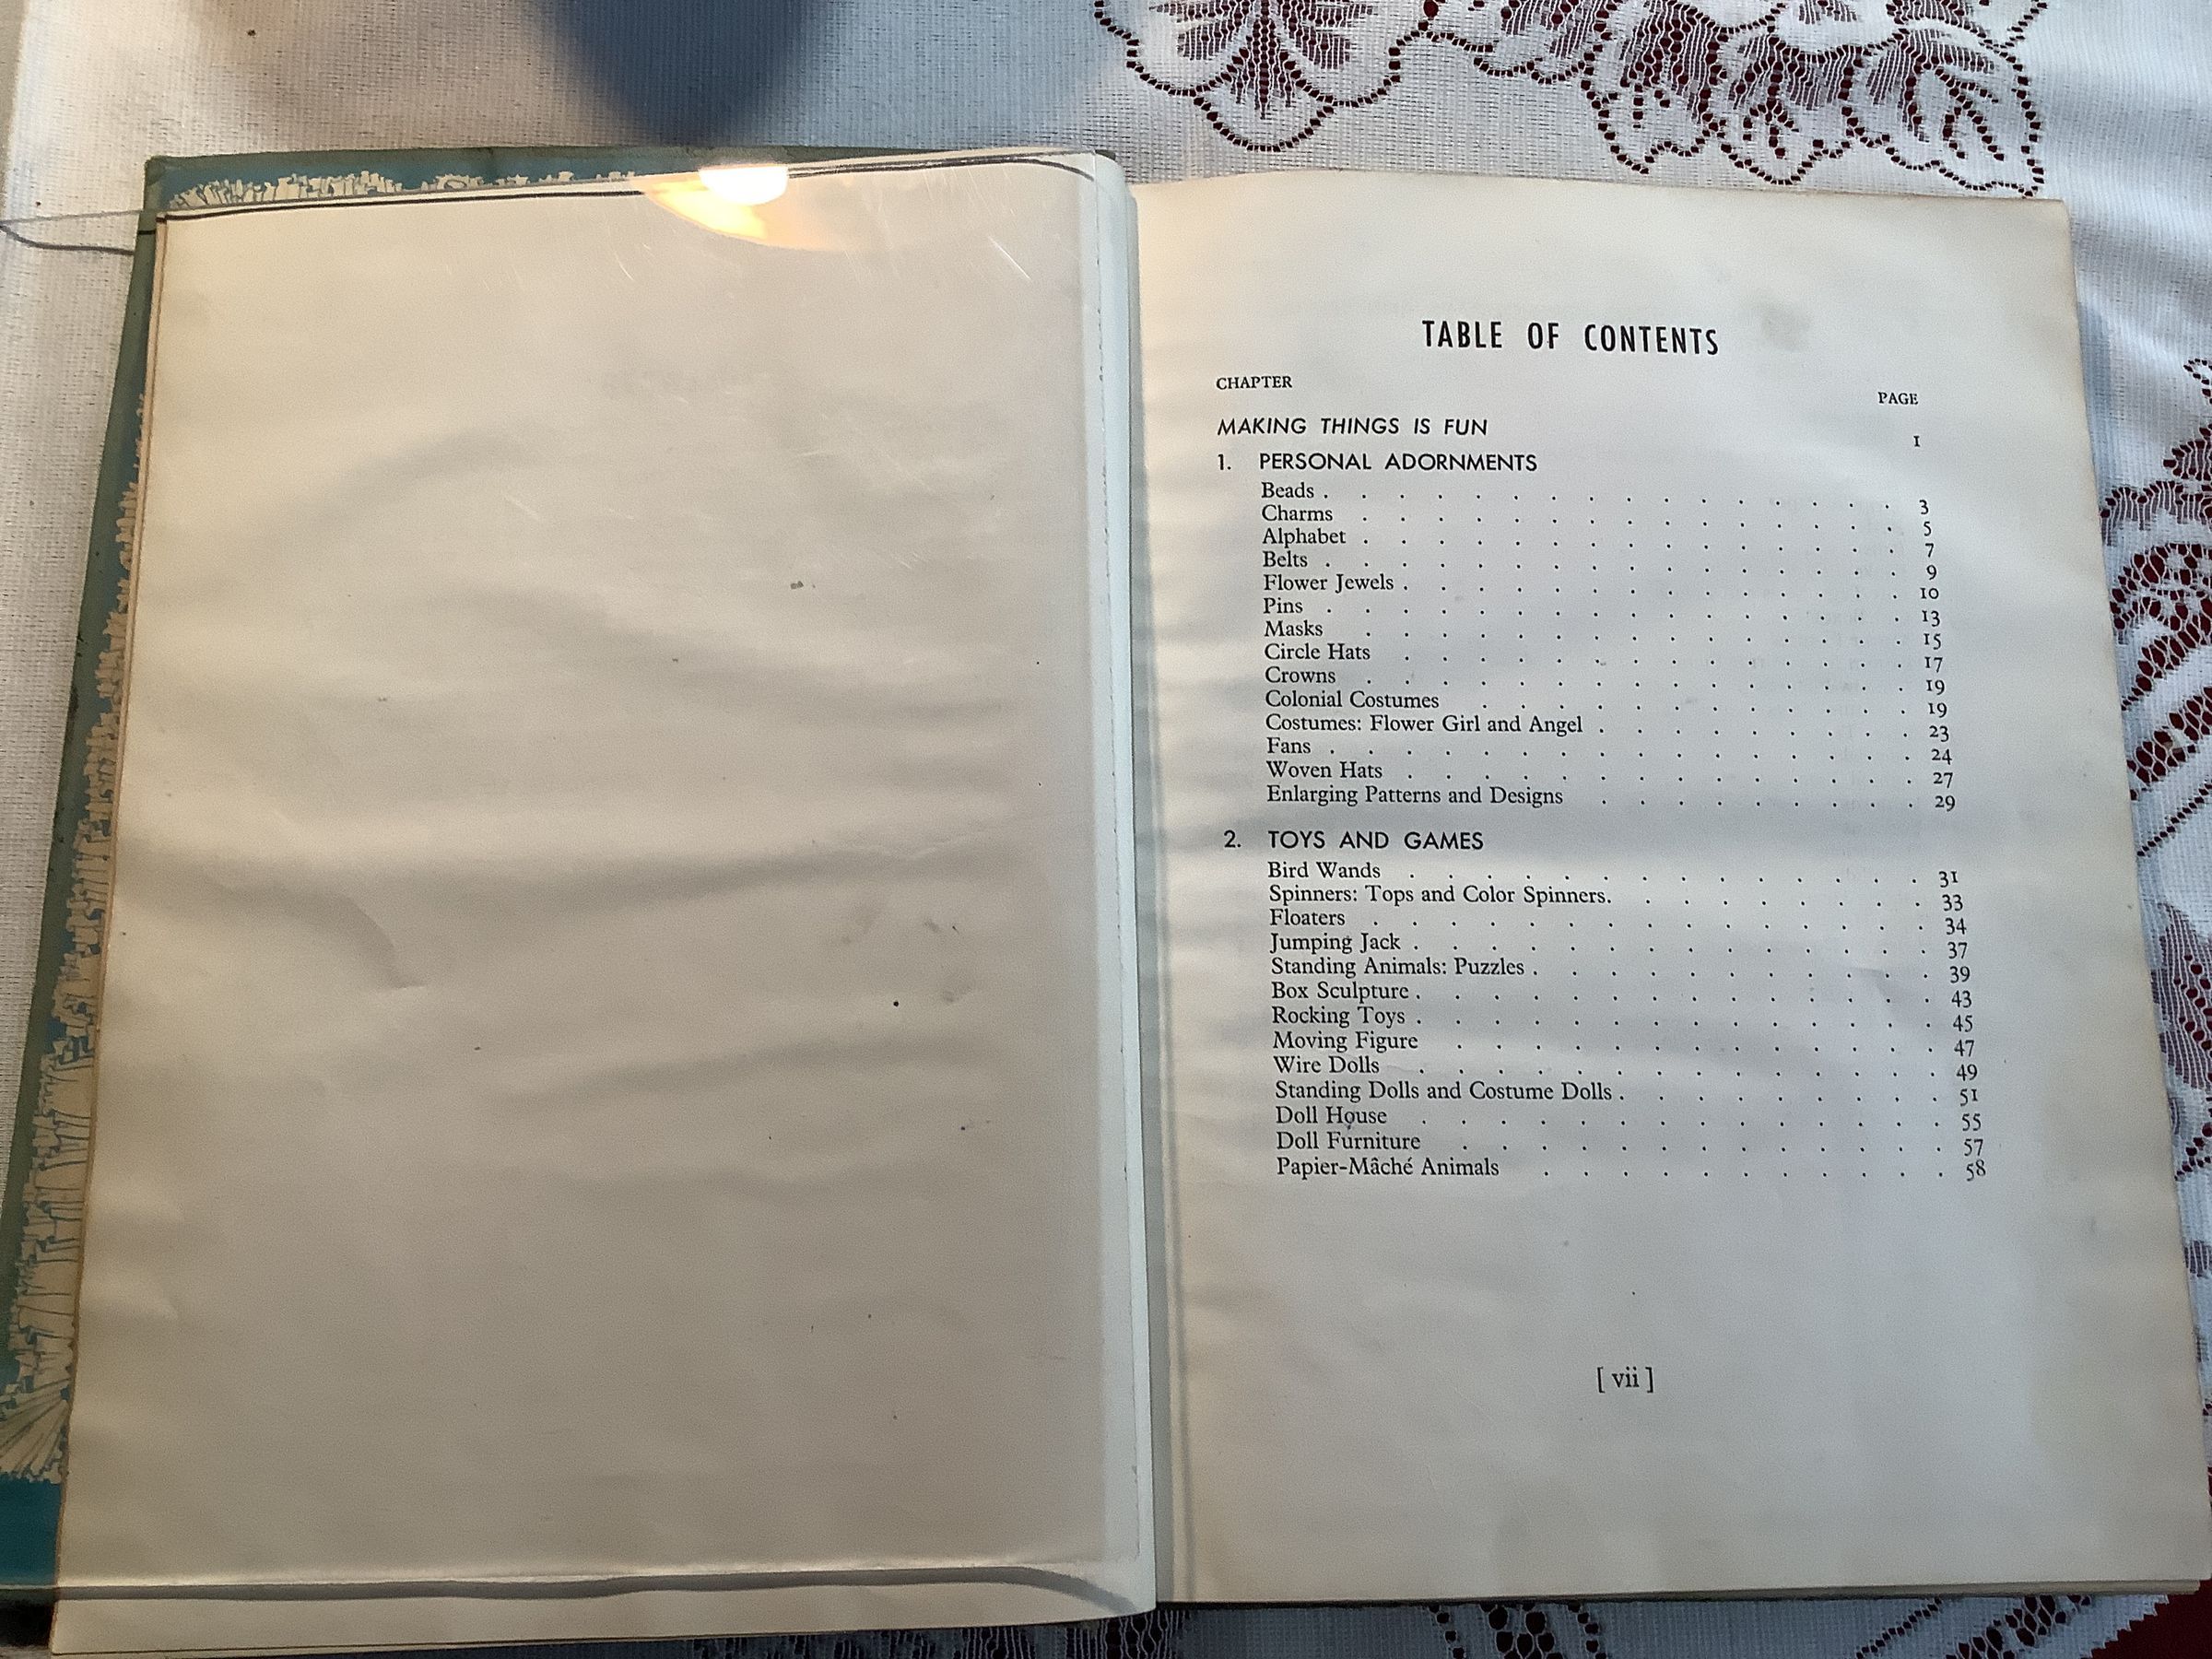 TABLE OF CONTENTS
CHAPTER PAGE
MAKING THINGS IS FUN 1
1. PERSONAL ADORNMENTS
Beads . . . . . . . . . . . . . . . . 3
Charms . . . . . . . . . . . . . . . 5
Alphabet . . . . . . . . . . . . . . . 7
Belts . . . . . . . . . . . . . . . . 9
Flower Jewels . . . . . . . . . . . . . . 10
Pins . . . . . . . . . . . . . . . . 13
Masks . . . . . . . . . . . . . . . 15
Circle Hats . . . . . . . . . . . . . . 17
Crowns . . . . . . . . . . . . . . . 19
Colonial Costumes . . . . . . . . . . . . 19
Costumes: Flower Girl and Angel . . . . . . . . . 23
Fans . . . . . . . . . . . . . . . . 24
Woven Hats . . . . . . . . . . . . . . 27
Enlarging Patterns and Designs . . . . . . . . . 29
2. TOYS AND GAMES
Bird Wands . . . . . . . . . . . . . . 31
Spinners: Tops and Color Spinners. . . . . . . . . 33
Floaters . . . . . . . . . . . . . . . 34
Jumping Jack . . . . . . . . . . . . . . 37
Standing Animals: Puzzles . . . . . . . . . . . 39
Box Sculpture . . . . . . . . . . . . . . 43
Rocking Toys . . . . . . . . . . . . . . 45
Moving Figure . . . . . . . . . . . . . 47
Wire Dolls . . . . . . . . . . . . . . 49
Standing Dolls and Costume Dolls . . . . . . . . . 51
Doll House . . . . . . . . . . . . . . 55
Doll Furniture . . . . . . . . . . . . . 57
Papier-Mâché Animals . . . . . . . . . . . 58
[ vii ]